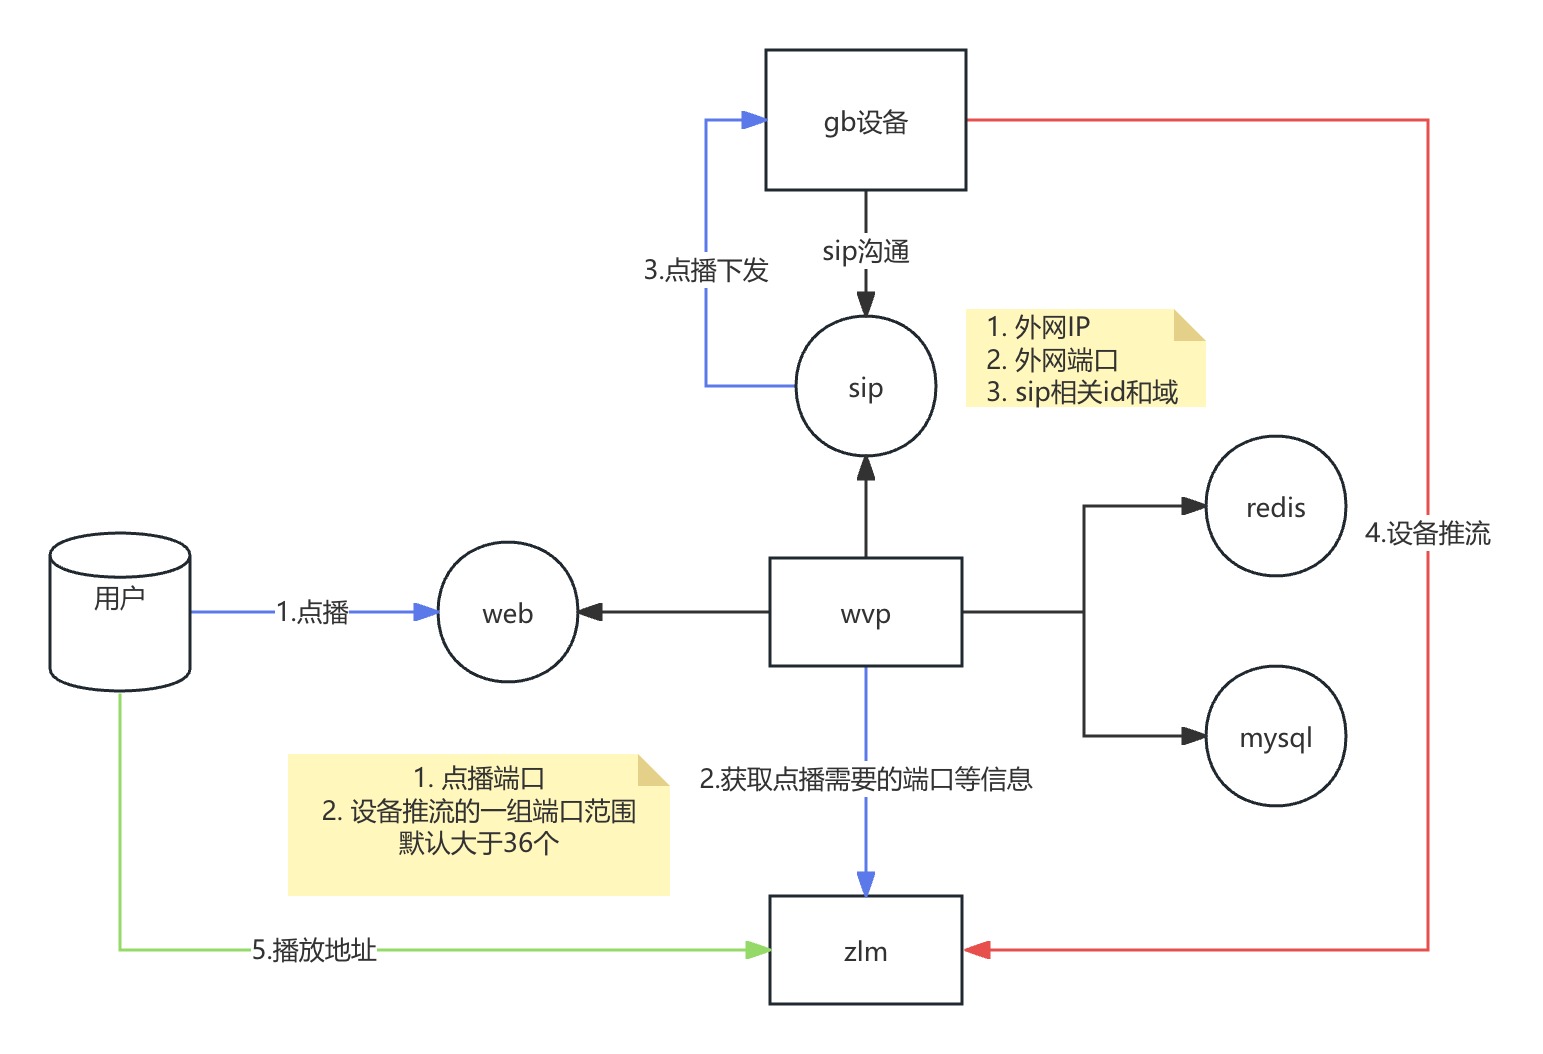 gb设备
sip沟通
3.点播下发
1. 外网IP
2. 外网端口
3. sip相关id和域
sip
redis
4.设备推流
用户
1.点播
web
wvp
mysql
1. 点播端口
2. 设备推流的一组端口范围
默认大于36个
2.获取点播需要的端口等信息
5.播放地址
zlm